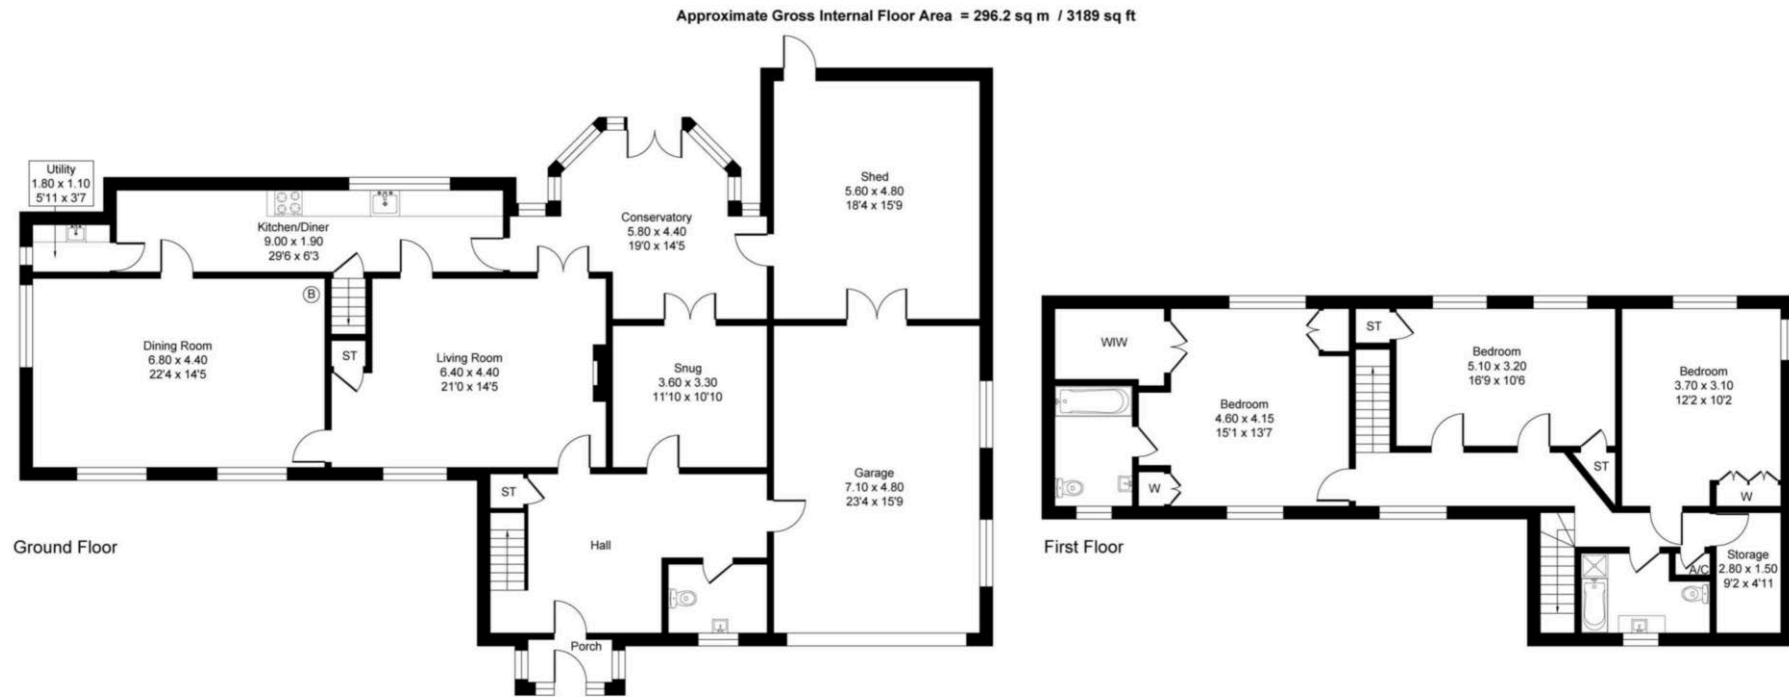 Approximate Gross Internal Floor Area = 296.2 sq m / 3189 sq ft
Utility
1.80 x 1.10
5'11 x 3'7
Kitchen/Diner
9.00 x 1.90
29'6 x 6'3
Conservatory
5.80 x 4.40
19'0 x 14'5
Shed
5.60 x 4.80
18'4 x 15'9
B
Dining Room
6.80 x 4.40
22'4 x 14'5
ST
Living Room
6.40 x 4.40
21'0 x 14'5
Snug
3.60 x 3.30
11'10 x 10'10
Garage
7.10 x 4.80
23'4 x 15'9
ST
Hall
Porch
Ground Floor
WIW
Bedroom
4.60 x 4.15
15'1 x 13'7
W
ST
Bedroom
5.10 x 3.20
16'9 x 10'6
ST
Bedroom
3.70 x 3.10
12'2 x 10'2
W
Storage
2.80 x 1.50
9'2 x 4'11
A/C
First Floor